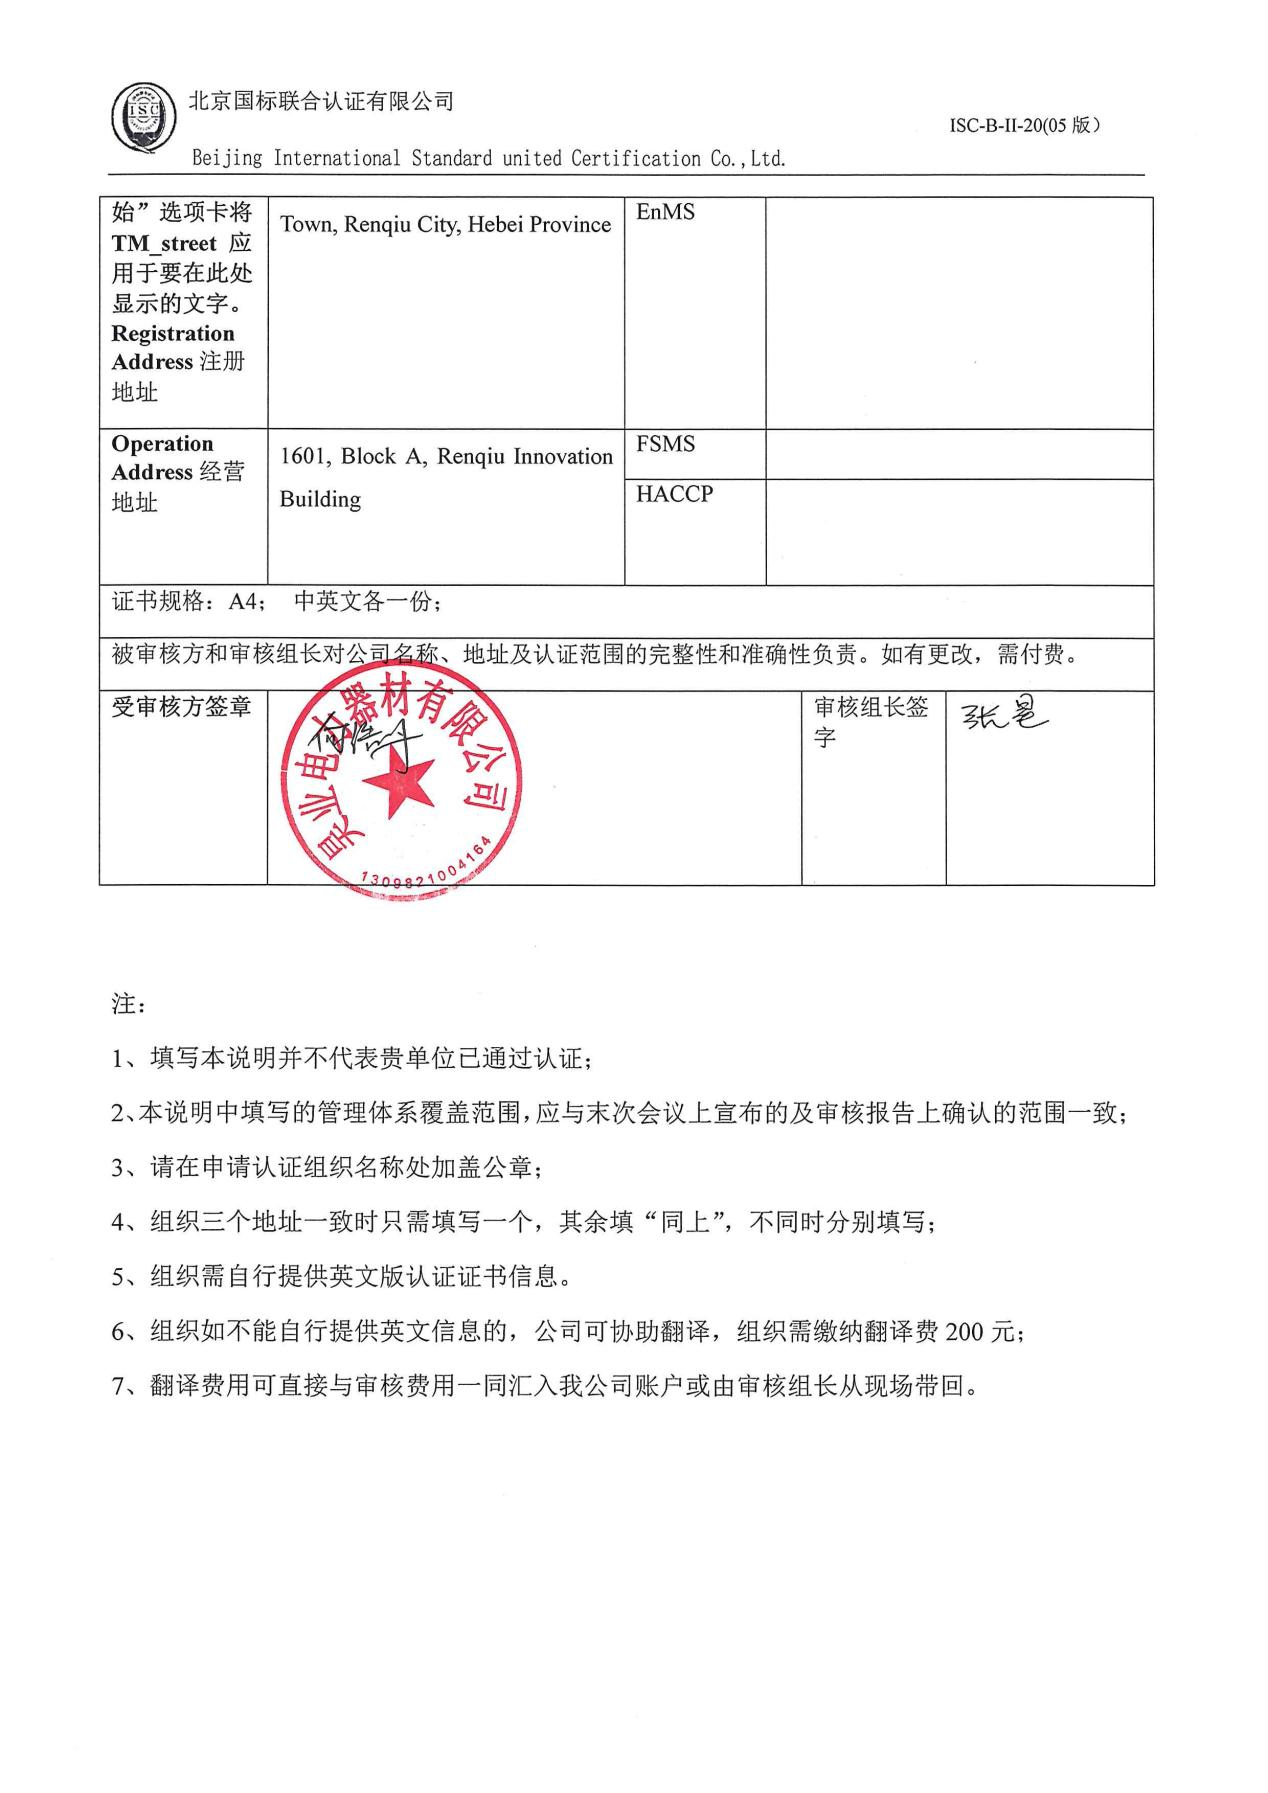 ISC
北京国标联合认证有限公司
ISC-B-II-20(05 版）
Beijing International Standard united Certification Co.,Ltd.
始”选项卡将
TM_street 应
用于要在此处
显示的文字。
Registration
Address 注册
地址
Town, Renqiu City, Hebei Province
EnMS
Operation
Address 经营
地址
1601, Block A, Renqiu Innovation
Building
FSMS
HACCP
证书规格：A4； 中英文各一份；
被审核方和审核组长对公司名称、地址及认证范围的完整性和准确性负责。如有更改，需付费。
受审核方签章
昊业电力器材有限公司
1309821004164
审核组长签
字
张昱
注：
1、填写本说明并不代表贵单位已通过认证；
2、本说明中填写的管理体系覆盖范围，应与末次会议上宣布的及审核报告上确认的范围一致；
3、请在申请认证组织名称处加盖公章；
4、组织三个地址一致时只需填写一个，其余填“同上”，不同时分别填写；
5、组织需自行提供英文版认证证书信息。
6、组织如不能自行提供英文信息的，公司可协助翻译，组织需缴纳翻译费 200 元；
7、翻译费用可直接与审核费用一同汇入我公司账户或由审核组长从现场带回。